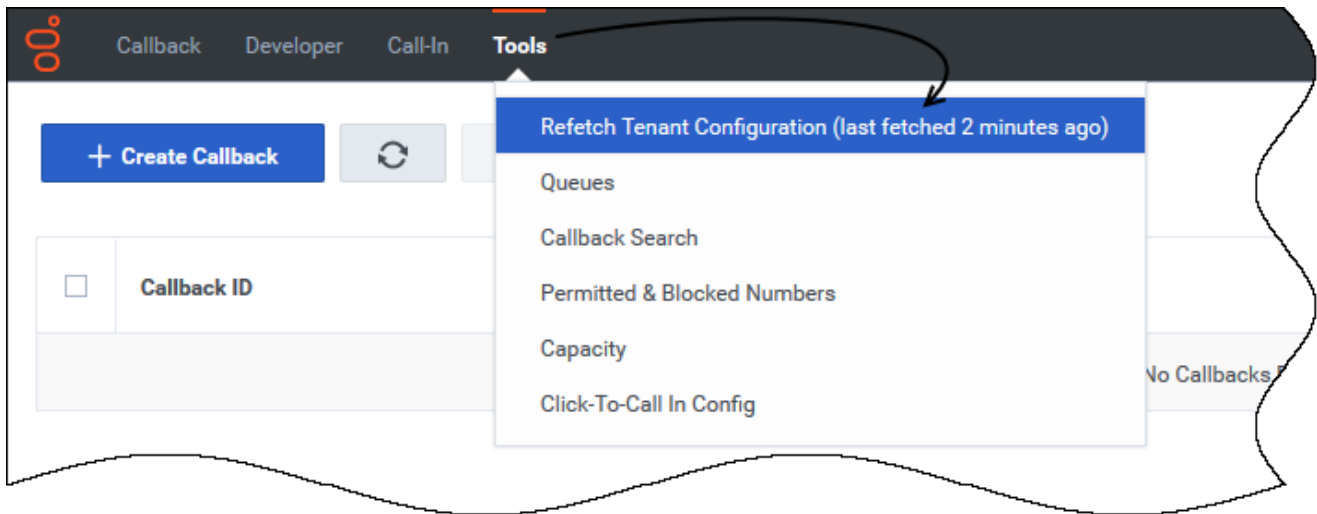 Callback Developer Call-In Tools
Refetch Tenant Configuration (last fetched 2 minutes ago)
+ Create Callback
Queues
Callback Search
Callback ID
Permitted & Blocked Numbers
Capacity
No Callbacks
Click-To-Call In Config